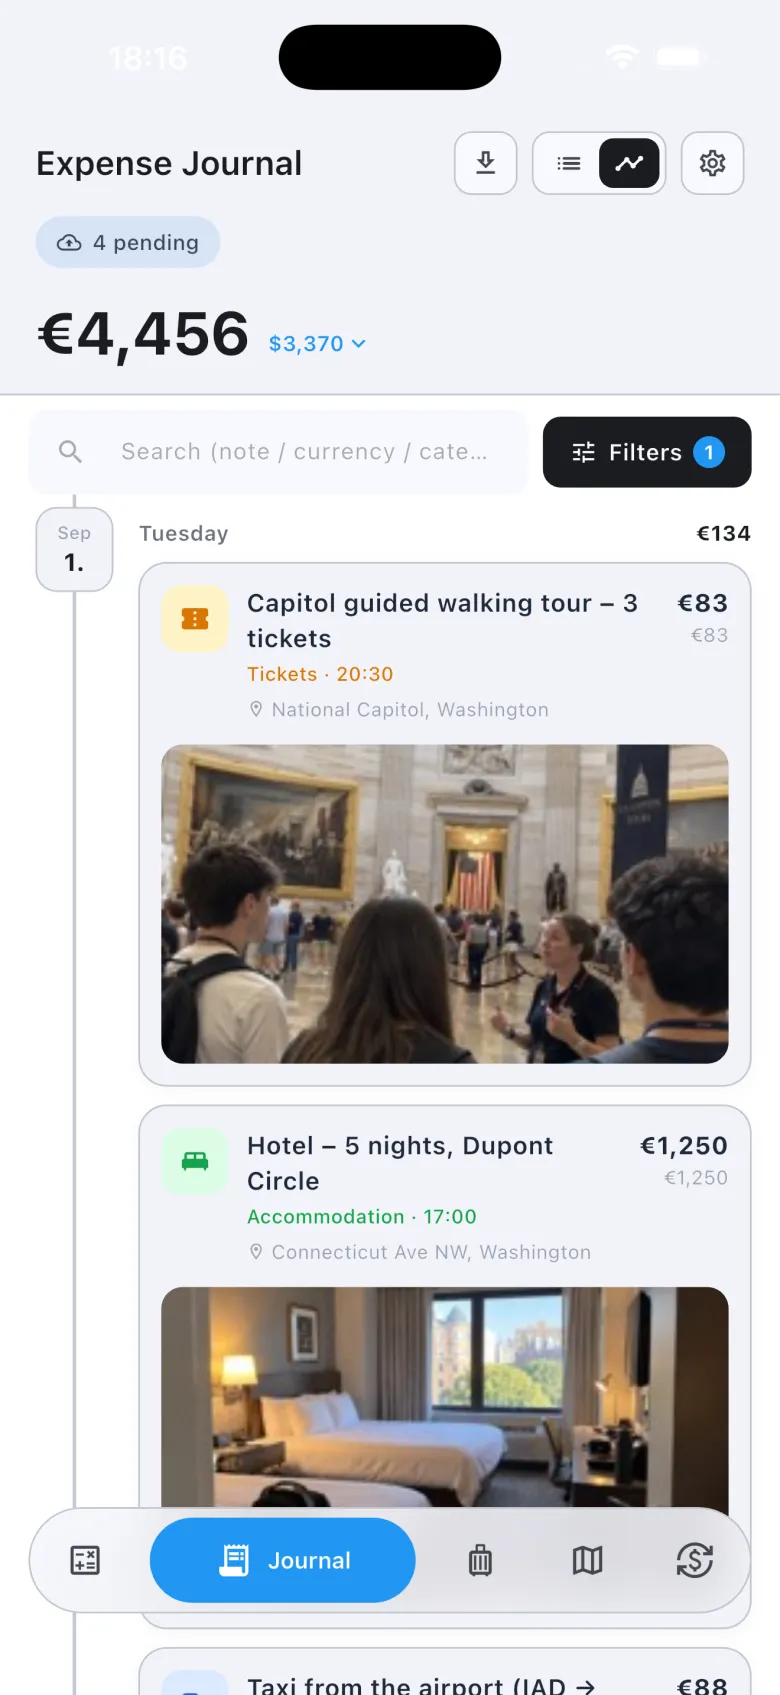 18:16
Expense Journal
4 pending
€4,456 $3,370
Search (note / currency / cate...
Filters 1
Sep
1.
Tuesday €134
Capitol guided walking tour – 3 €83
tickets €83
Tickets · 20:30
National Capitol, Washington
Hotel – 5 nights, Dupont €1,250
Circle €1,250
Accommodation · 17:00
Connecticut Ave NW, Washington
Journal
Taxi from the airport (IAD → €88